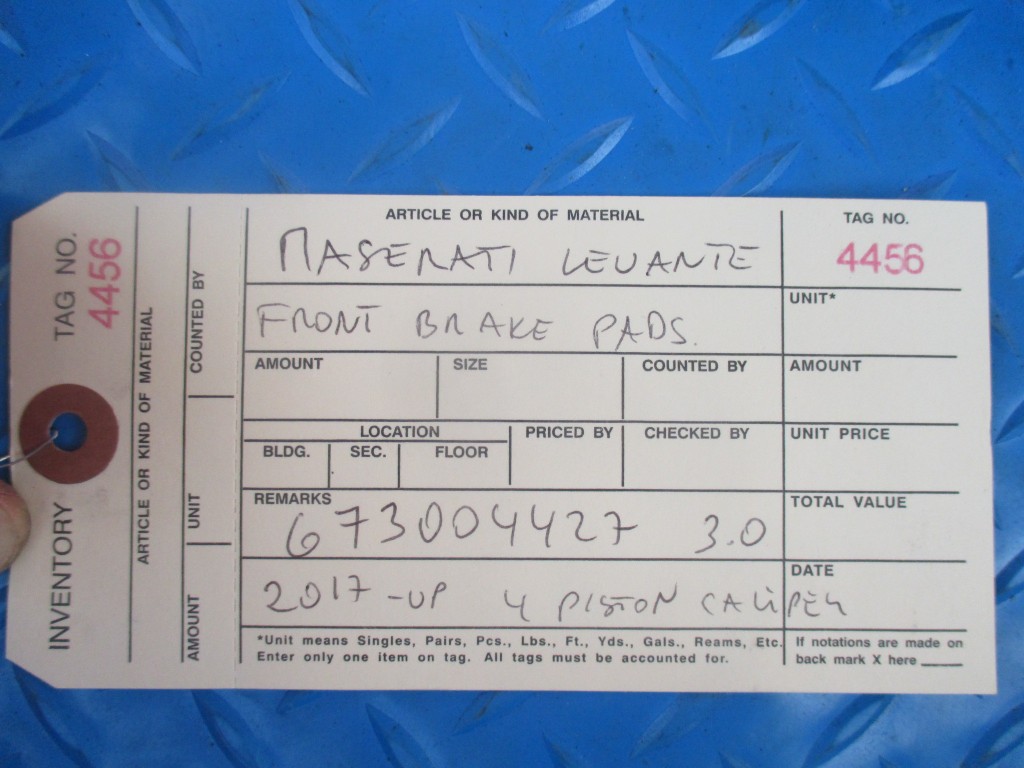 TAG NO.
4456
INVENTORY
ARTICLE OR KIND OF MATERIAL
COUNTED BY
UNIT
AMOUNT
ARTICLE OR KIND OF MATERIAL
MASERATI LEVANTE
TAG NO.
4456
FRONT BRAKE PADS.
UNIT*
AMOUNT SIZE COUNTED BY AMOUNT
LOCATION PRICED BY CHECKED BY UNIT PRICE
BLDG. SEC. FLOOR
REMARKS TOTAL VALUE
673004427 3.0
DATE
2017-UP 4 PISTON CALIPER
*Unit means Singles, Pairs, Pcs., Lbs., Ft., Yds., Gals., Reams, Etc.
Enter only one item on tag. All tags must be accounted for.
If notations are made on
back mark X here